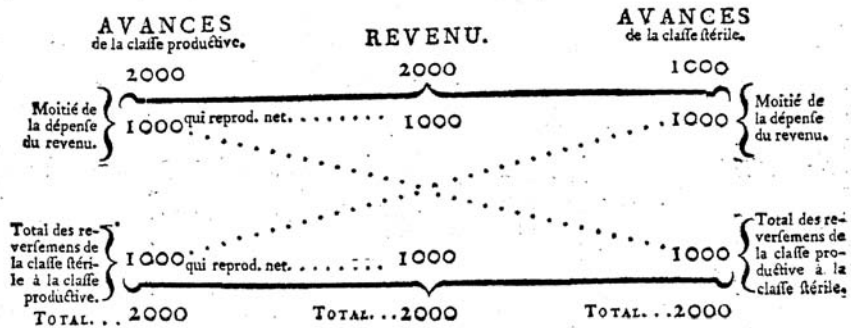 AVANCES
de la claſſe productive.
REVENU.
AVANCES
de la claſſe ſtérile.
2000
2000
1000
Moitié de
la dépenſe
du revenu.
1000 qui reprod. net. . . . . . . 1000
1000
Moitié de
la dépenſe
du revenu.
Total des re-
verſemens de
la claſſe ſtéri-
le à la claſſe
productive.
1000 qui reprod. net. . . . . . . 1000
1000
Total des re-
verſemens de
la claſſe pro-
ductive à la
claſſe ſtérile.
TOTAL. . . 2000
TOTAL. . . 2000
TOTAL. . . 2000